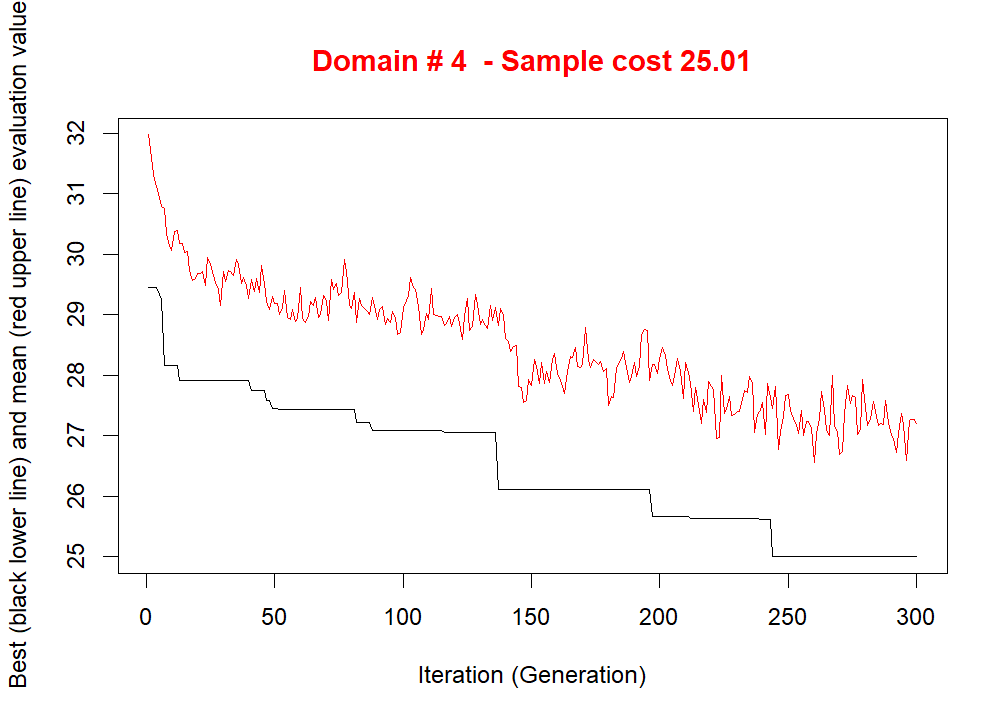 Domain # 4  - Sample cost 25.01
Best (black lower line) and mean (red upper line) evaluation value
32
31
30
29
28
27
26
25
0 50 100 150 200 250 300
Iteration (Generation)